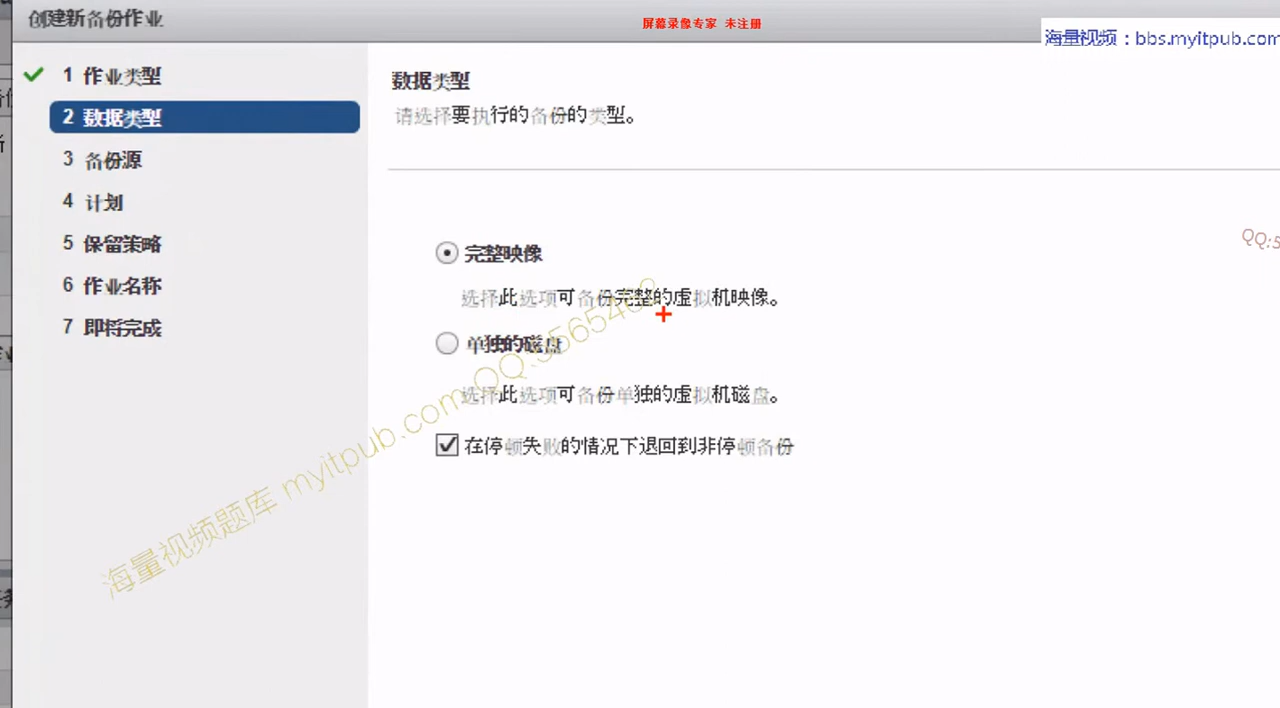 创建新备份作业
屏幕录像专家 未注册
海量视频：bbs.myitpub.com
1 作业类型
2 数据类型
3 备份源
4 计划
5 保留策略
6 作业名称
7 即将完成
数据类型
请选择要执行的备份的类型。
QQ:5
完整映像
选择此选项可备份完整的虚拟机映像。
单独的磁盘
选择此选项可备份单独的虚拟机磁盘。
在停顿失败的情况下退回到非停顿备份
海量视频题库 myitpub.com QQ:5565462